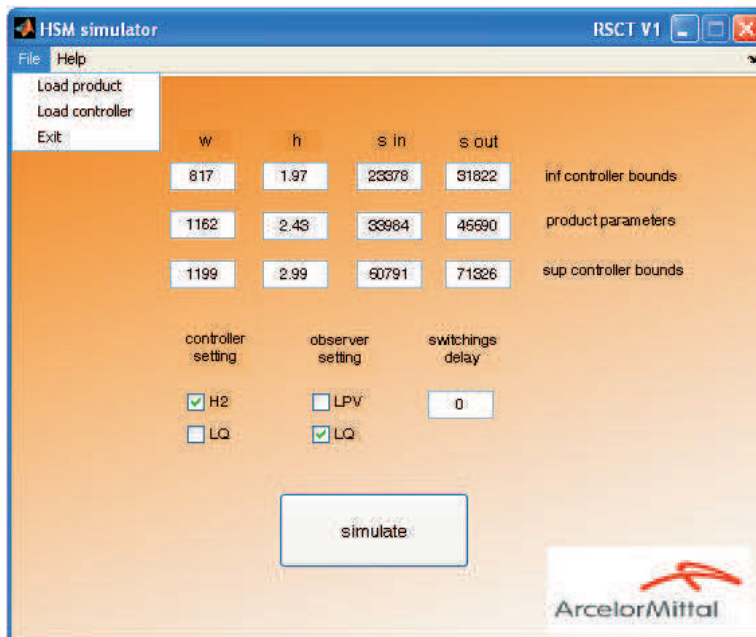 HSM simulator RSCT V1
File Help
Load product
Load controller
Exit
w h s in s out
817 1.97 23378 31822 inf controller bounds
1162 2.43 33984 45590 product parameters
1199 2.99 50791 71326 sup controller bounds
controller setting
observer setting
switchings delay
H2 LPV 0
LQ LQ
simulate
ArcelorMittal